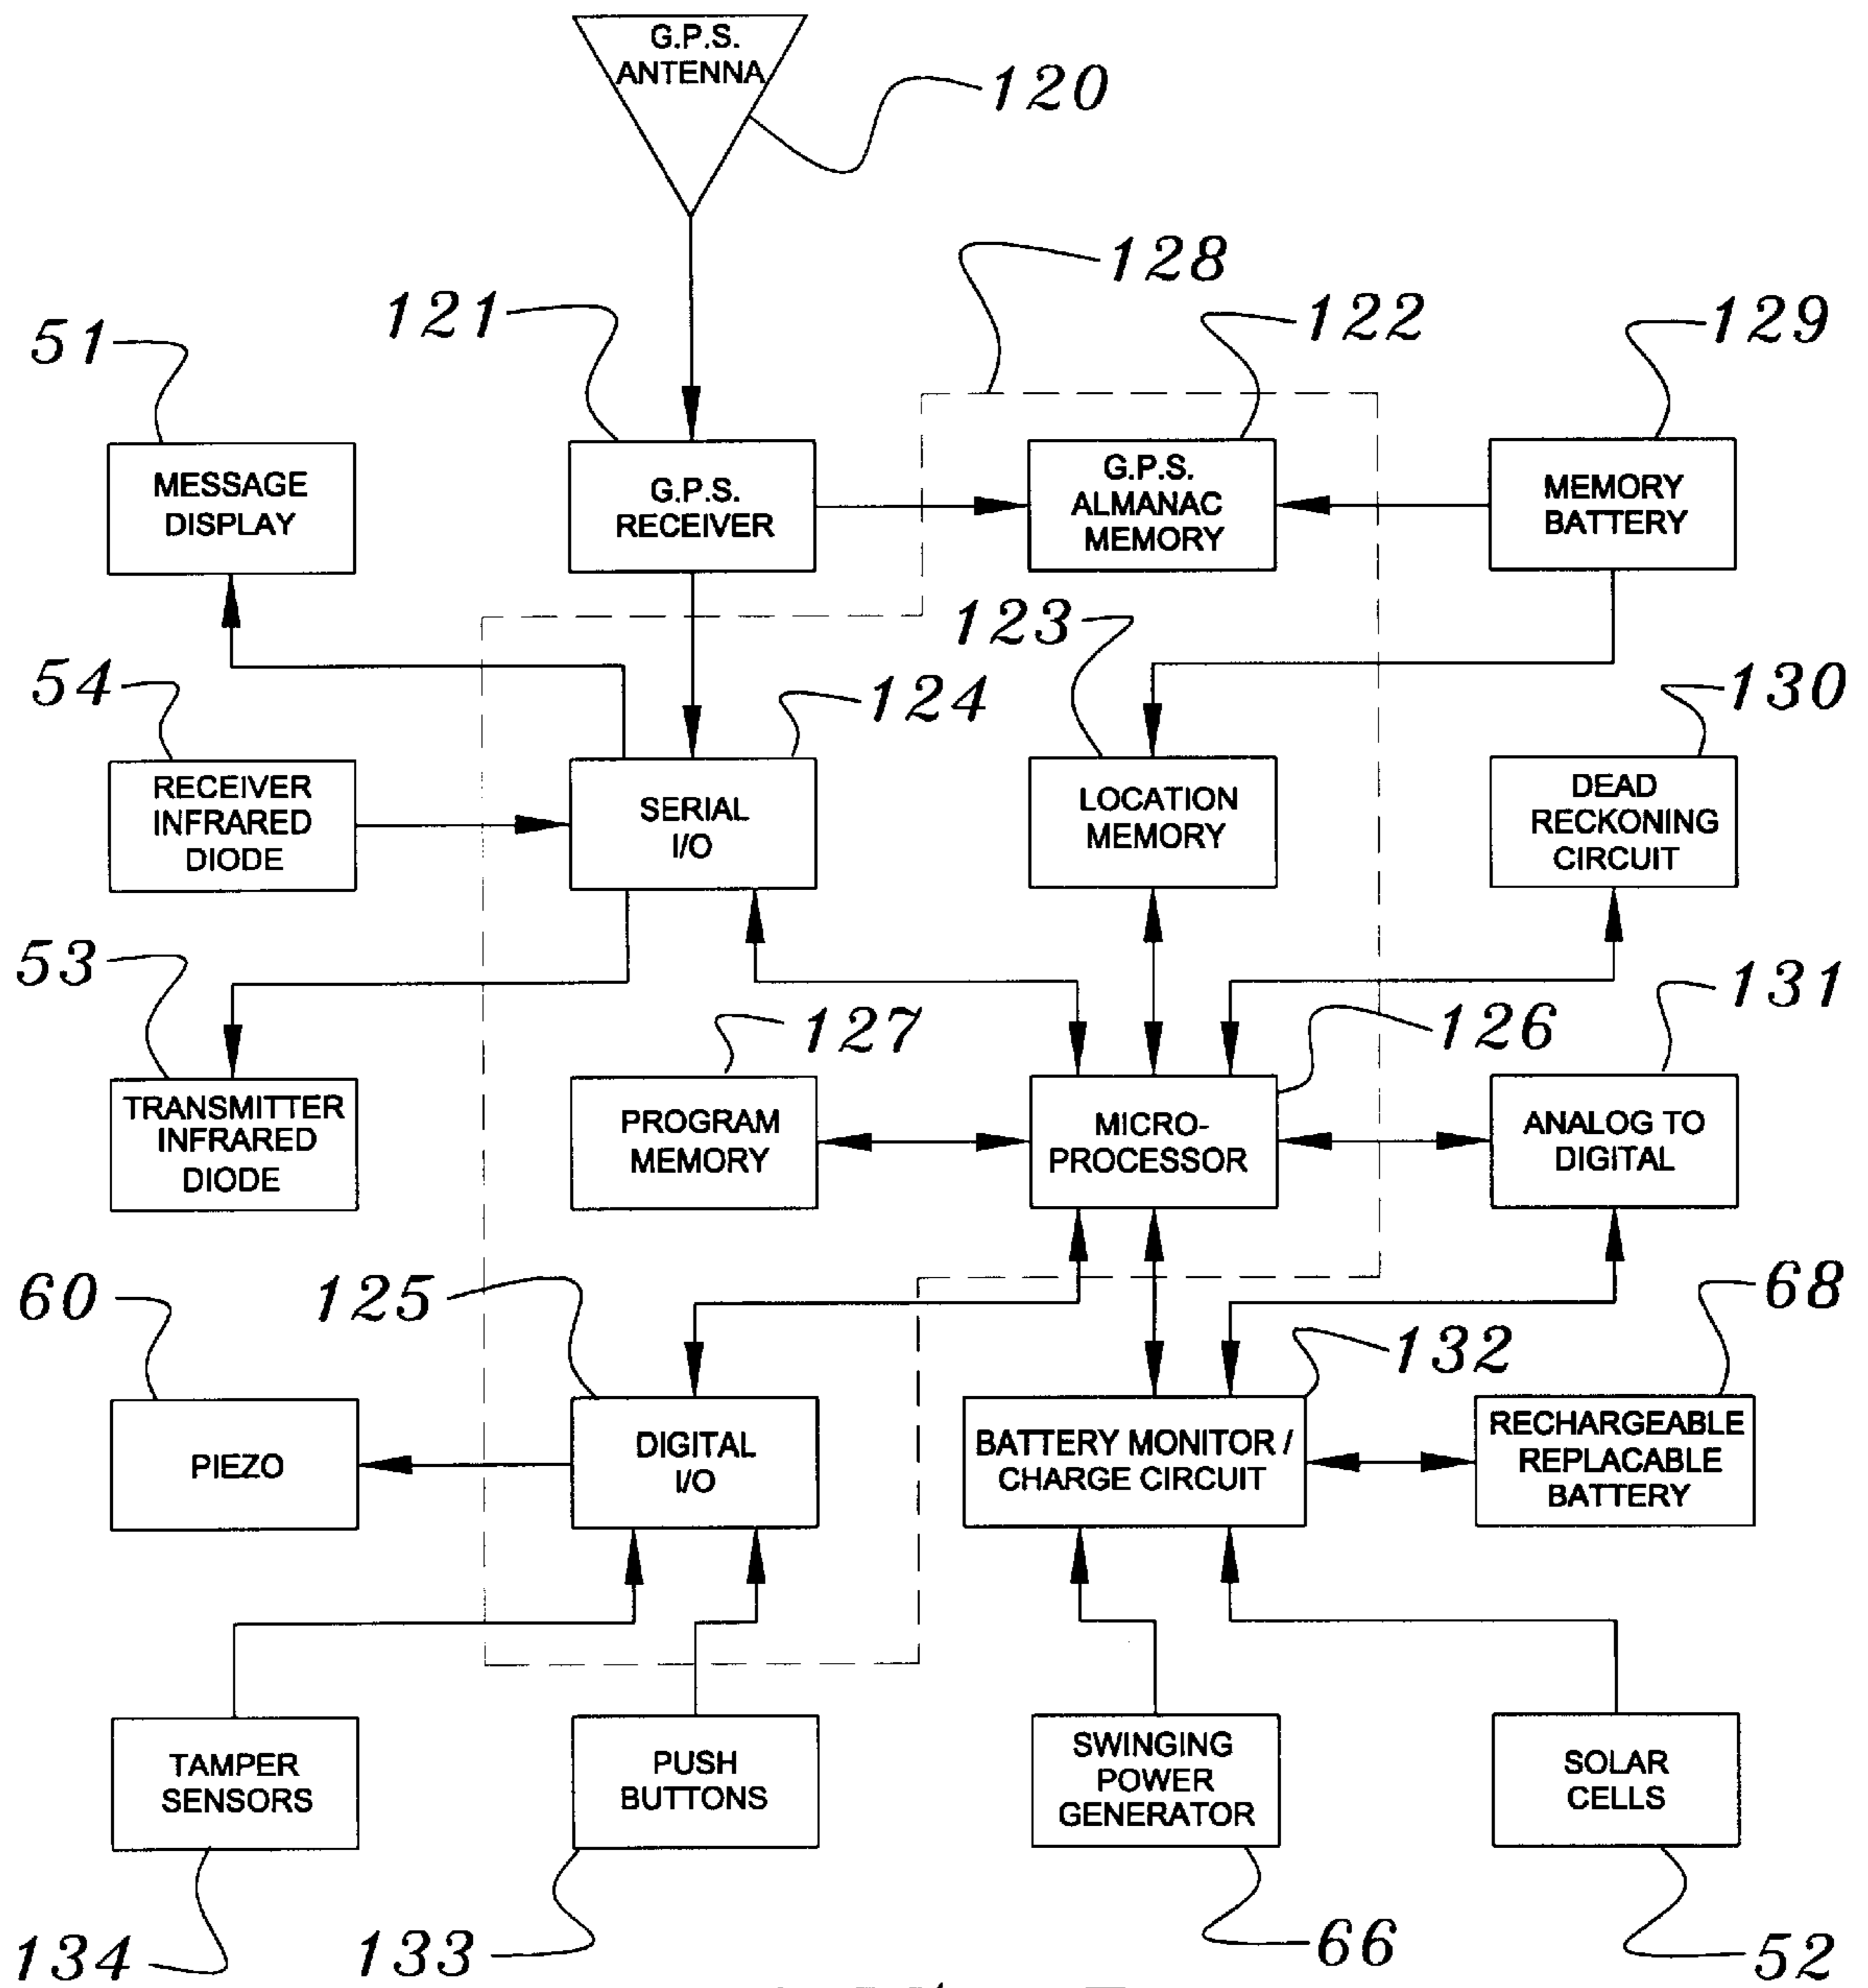 G.P.S.
ANTENNA
120
128
121
122
129
51
MESSAGE
DISPLAY
G.P.S.
RECEIVER
G.P.S.
ALMANAC
MEMORY
MEMORY
BATTERY
123
54
124
130
RECEIVER
INFRARED
DIODE
SERIAL
I/O
LOCATION
MEMORY
DEAD
RECKONING
CIRCUIT
53
127
126
131
TRANSMITTER
INFRARED
DIODE
PROGRAM
MEMORY
MICRO-
PROCESSOR
ANALOG TO
DIGITAL
60
125
132
68
PIEZO
DIGITAL
I/O
BATTERY MONITOR /
CHARGE CIRCUIT
RECHARGEABLE
REPLACABLE
BATTERY
TAMPER
SENSORS
PUSH
BUTTONS
SWINGING
POWER
GENERATOR
SOLAR
CELLS
134
133
66
52